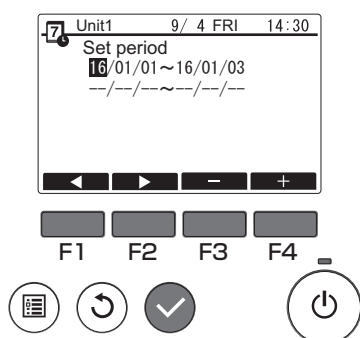 7 Unit1 9/ 4 FRI 14:30
Set period
16/01/01~16/01/03
--/--/--~--/--/--
− +
F1 F2 F3 F4